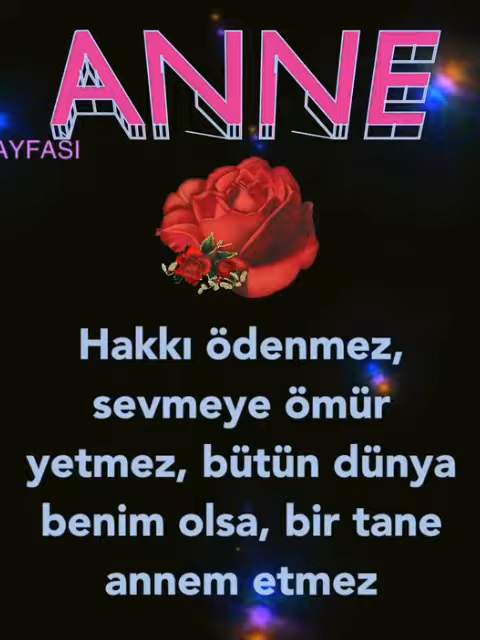 ANNE
AYFASI
Hakkı ödenmez,
sevmeye ömür
yetmez, bütün dünya
benim olsa, bir tane
annem etmez